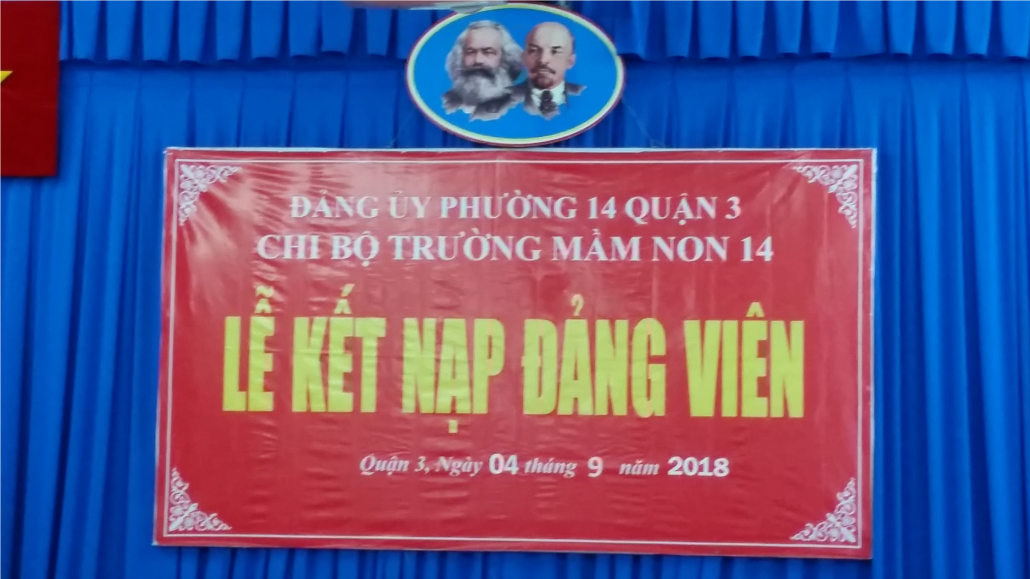 ĐẢNG ỦY PHƯỜNG 14 QUẬN 3
CHI BỘ TRƯỜNG MẦM NON 14
LỄ KẾT NẠP ĐẢNG VIÊN
Quận 3, Ngày 04 tháng 9 năm 2018